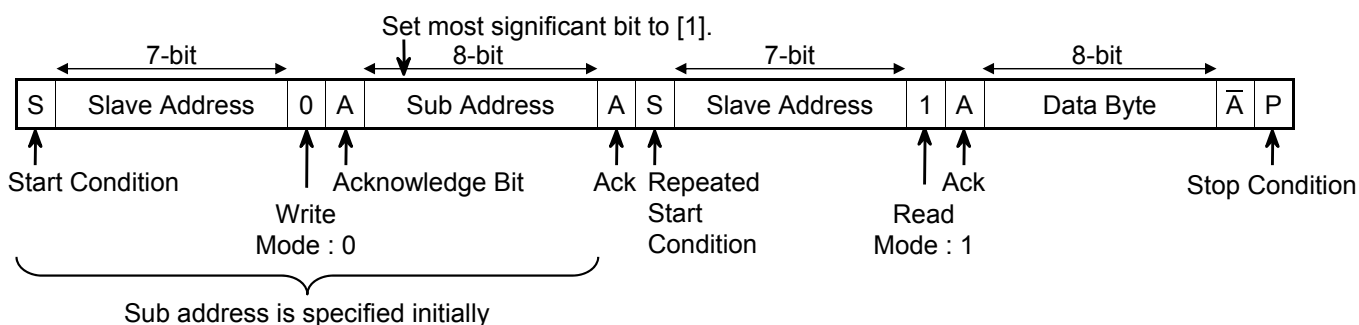 Set most significant bit to [1].
7-bit 8-bit 7-bit 8-bit
S Slave Address 0 A Sub Address A S Slave Address 1 A Data Byte A̅ P
Start Condition Acknowledge Bit Ack Repeated Start Condition Ack Stop Condition
Write Mode : 0
Read Mode : 1
Sub address is specified initially